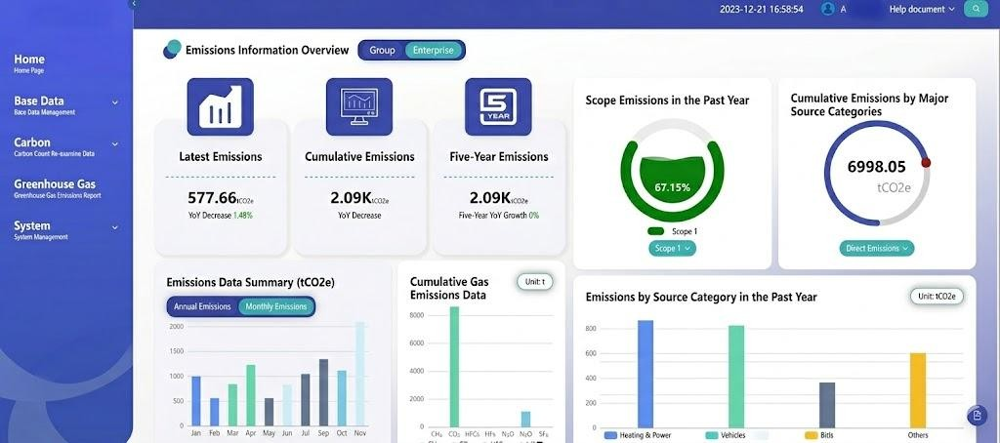 2023-12-21 16:58:54
A
Help document
Home
Home Page
Base Data
Bace Data Management
Carbon
Carbon Count Re-examine Data
Greenhouse Gas
Greenhouse Gas Emissions Report
System
System Management
Emissions Information Overview
Group
Enterprise
Latest Emissions
577.66tCO2e
YoY Decrease 1.48%
Cumulative Emissions
2.09KtCO2e
YoY Decrease
5
YEAR
Five-Year Emissions
2.09KtCO2e
Five-Year YoY Growth 0%
Scope Emissions in the Past Year
67.15%
Scope 1
Scope 1
Cumulative Emissions by Major
Source Categories
6998.05
tCO2e
Direct Emissions
Emissions Data Summary (tCO2e)
Annual Emissions
Monthly Emissions
2000
1500
1000
500
0
Jan Feb Mar Apr May Jun Jul Sep Oct Nov
Cumulative Gas
Emissions Data
Unit: t
8000
6000
4000
2000
0
CH₄ CO₂ HFCs HFs N₂O N₂O SF₆
Emissions by Source Category in the Past Year
Unit: tCO2e
800
600
400
200
0
Heating & Power
Vehicles
Bitls
Others